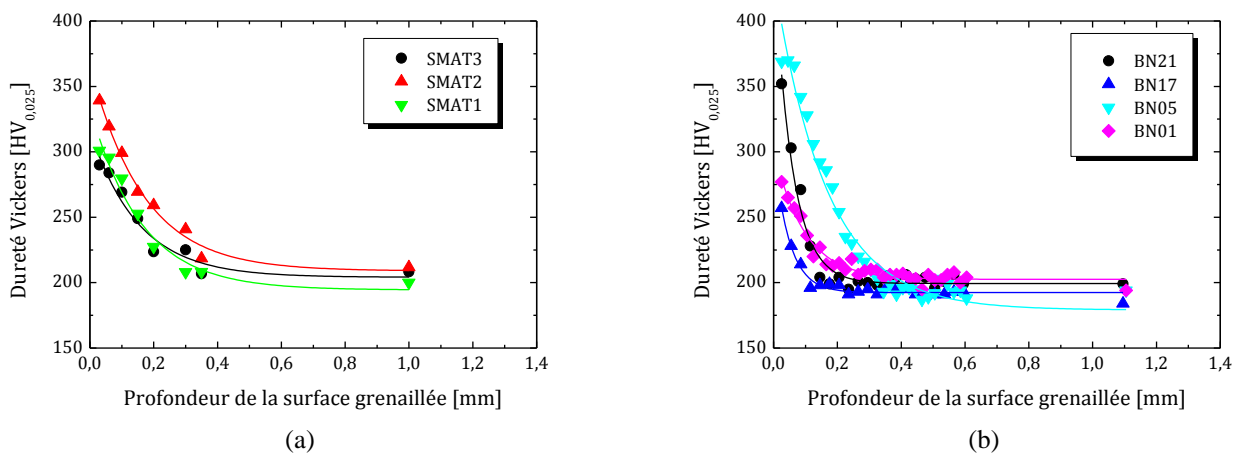 400
350
300
250
200
150
Dureté Vickers [HV0,025]
SMAT3
SMAT2
SMAT1
0,0 0,2 0,4 0,6 0,8 1,0 1,2 1,4
Profondeur de la surface grenaillée [mm]
(a)
400
350
300
250
200
150
Dureté Vickers [HV0,025]
BN21
BN17
BN05
BN01
0,0 0,2 0,4 0,6 0,8 1,0 1,2 1,4
Profondeur de la surface grenaillée [mm]
(b)